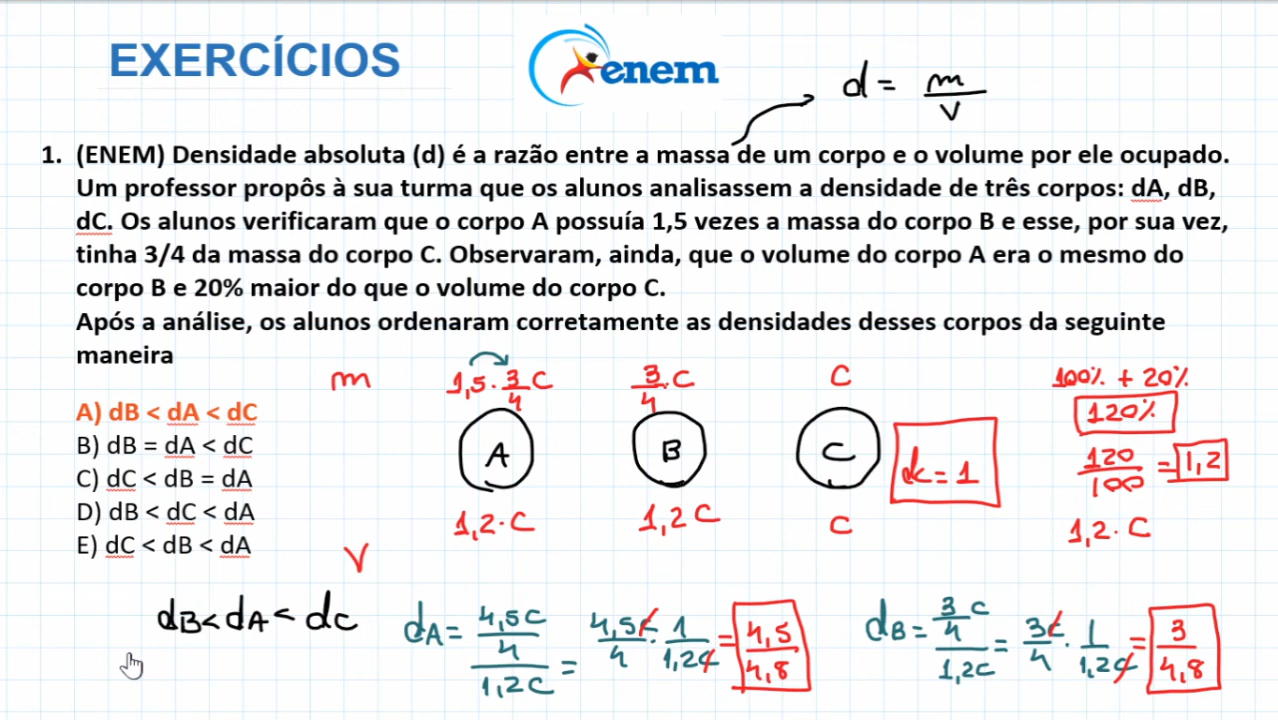 EXERCÍCIOS
enem
d = m/V
1. (ENEM) Densidade absoluta (d) é a razão entre a massa de um corpo e o volume por ele ocupado.
Um professor propôs à sua turma que os alunos analisassem a densidade de três corpos: dA, dB,
dC. Os alunos verificaram que o corpo A possuía 1,5 vezes a massa do corpo B e esse, por sua vez,
tinha 3/4 da massa do corpo C. Observaram, ainda, que o volume do corpo A era o mesmo do
corpo B e 20% maior do que o volume do corpo C.
Após a análise, os alunos ordenaram corretamente as densidades desses corpos da seguinte
maneira
m 1,5 · 3/4 C 3/4 · C C 100% + 20%
A) dB < dA < dC
120%
B) dB = dA < dC
A B C dc = 1
C) dC < dB = dA
120/100 = 1,2
D) dB < dC < dA
1,2 · C 1,2 C C 1,2 · C
E) dC < dB < dA
V
dB < dA < dC
dA = 4,5C/4 / 1,2C = 4,5C/4 · 1/1,2C = 4,5/4,8
dB = 3/4 C / 1,2C = 3C/4 · 1/1,2C = 3/4,8